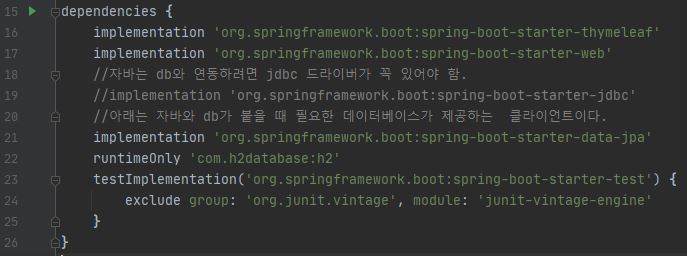 15 dependencies {
16 implementation 'org.springframework.boot:spring-boot-starter-thymeleaf'
17 implementation 'org.springframework.boot:spring-boot-starter-web'
18 //자바는 db와 연동하려면 jdbc 드라이버가 꼭 있어야 함.
19 //implementation 'org.springframework.boot:spring-boot-starter-jdbc'
20 //아래는 자바와 db가 붙을 때 필요한 데이터베이스가 제공하는  클라이언트이다.
21 implementation 'org.springframework.boot:spring-boot-starter-data-jpa'
22 runtimeOnly 'com.h2database:h2'
23 testImplementation('org.springframework.boot:spring-boot-starter-test') {
24 exclude group: 'org.junit.vintage', module: 'junit-vintage-engine'
25 }
26 }